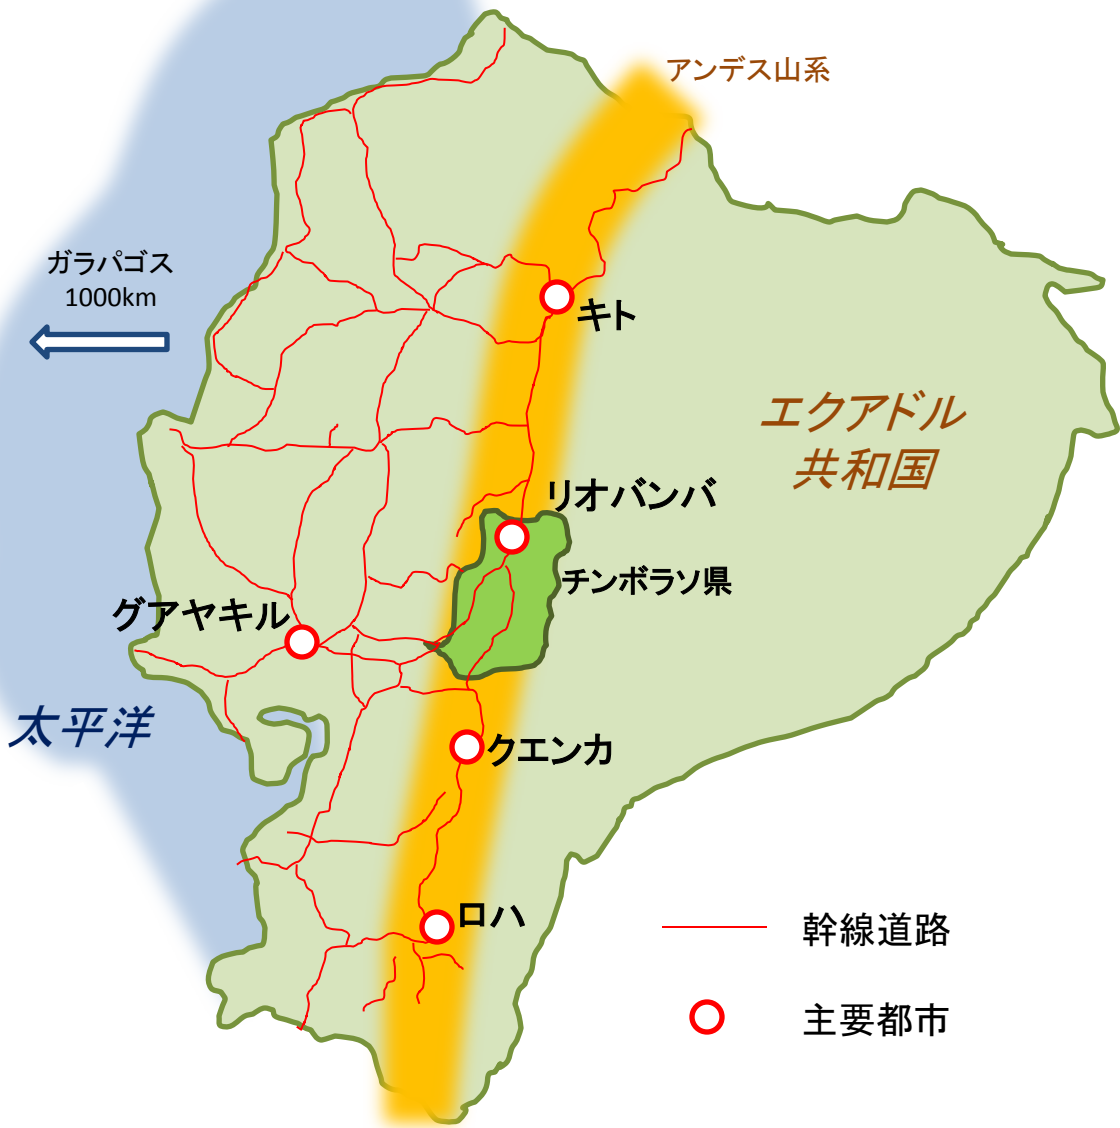 アンデス山系
ガラパゴス
1000km
キト
エクアドル
共和国
リオバンバ
チンボラソ県
グアヤキル
太平洋
クエンカ
ロハ
幹線道路
主要都市